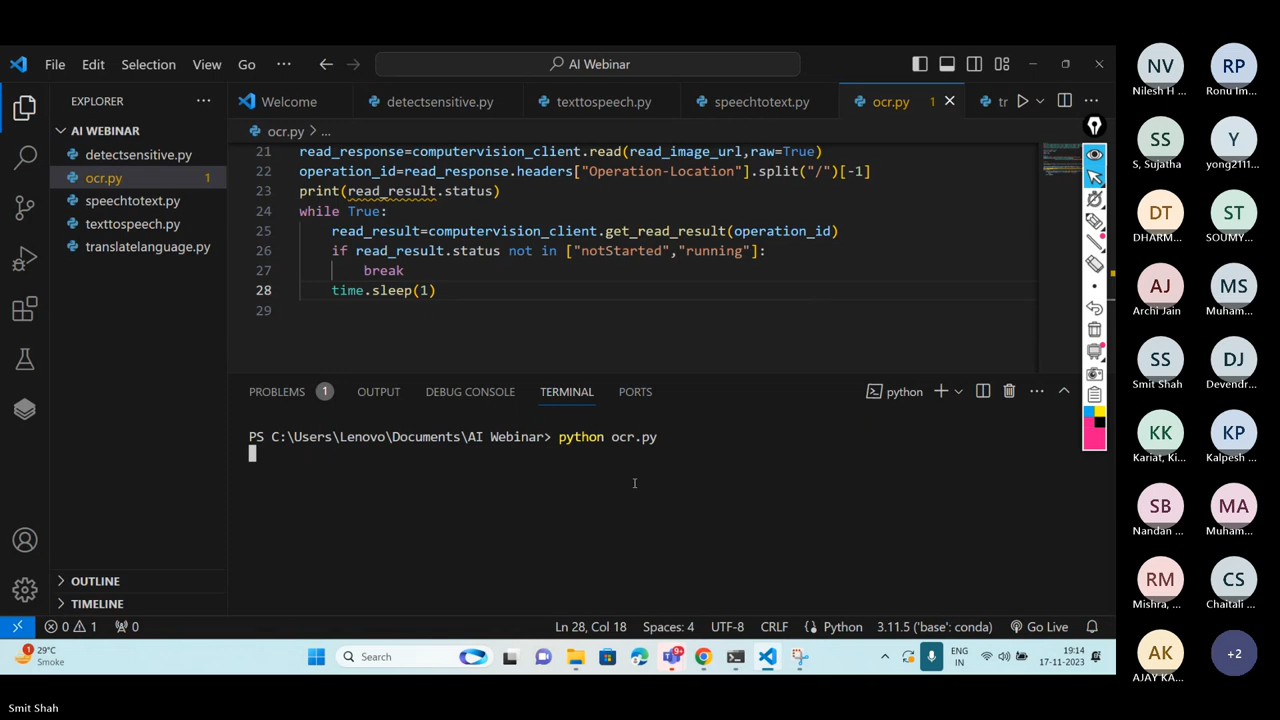 File Edit Selection View Go ··· AI Webinar
EXPLORER
AI WEBINAR
detectsensitive.py
ocr.py 1
speechtotext.py
texttospeech.py
translatelanguage.py
OUTLINE
TIMELINE
Welcome detectsensitive.py texttospeech.py speechtotext.py ocr.py 1 tr
ocr.py > ...
21 read_response=computervision_client.read(read_image_url,raw=True)
22 operation_id=read_response.headers["Operation-Location"].split("/")[-1]
23 print(read_result.status)
24 while True:
25 read_result=computervision_client.get_read_result(operation_id)
26 if read_result.status not in ["notStarted","running"]:
27 break
28 time.sleep(1)
29
PROBLEMS 1 OUTPUT DEBUG CONSOLE TERMINAL PORTS python
PS C:\Users\Lenovo\Documents\AI Webinar> python ocr.py
0 1 0 Ln 28, Col 18 Spaces: 4 UTF-8 CRLF Python 3.11.5 ('base': conda) Go Live
1 29°C
Smoke
Search
9+
ENG
IN
19:14
17-11-2023
NV RP
Nilesh H ... Ronu Im...
SS Y
S, Sujatha yong2111...
DT ST
DHARM... SOUMY...
AJ MS
Archi Jain Muham...
SS DJ
Smit Shah Devendr...
KK KP
Kariat, Ki... Kalpesh ...
SB MA
Nandan ... Muham...
RM CS
Mishra, ... Chaitali ...
AK +2
AJAY KA...
Smit Shah